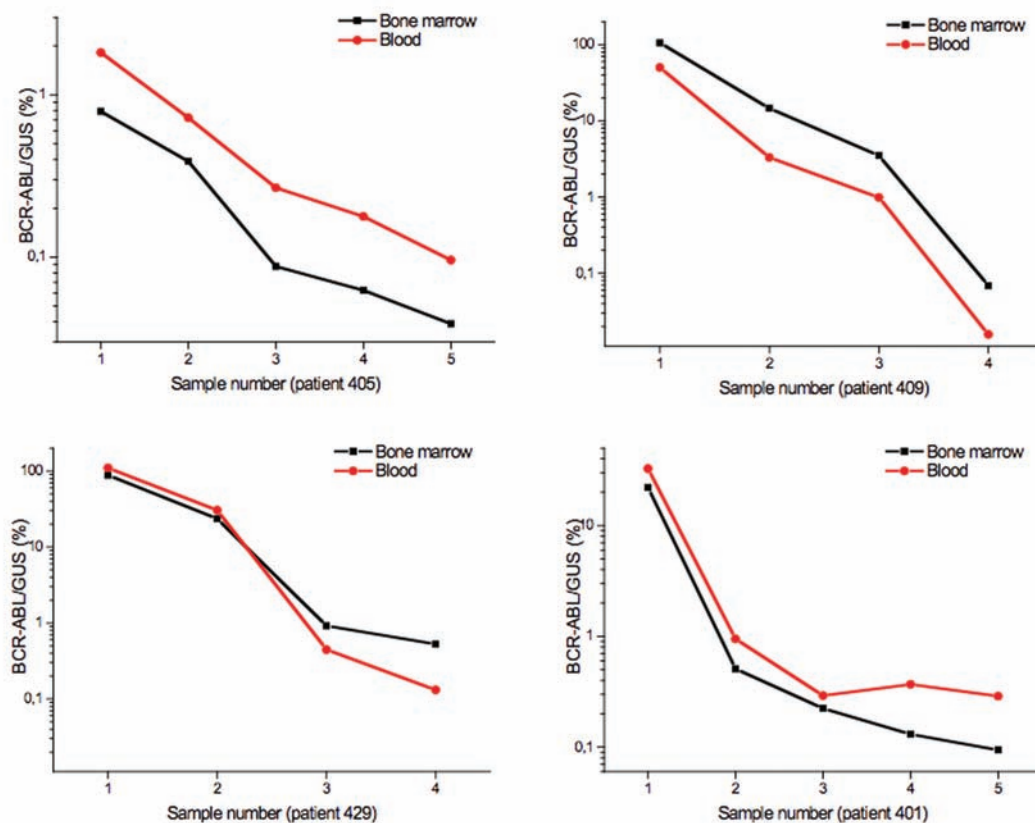 Bone marrow
Blood
BCR-ABL/GUS (%)
1
0,1
1 2 3 4 5
Sample number (patient 405)
Bone marrow
Blood
BCR-ABL/GUS (%)
100
10
1
0,1
1 2 3 4
Sample number (patient 409)
Bone marrow
Blood
BCR-ABL/GUS (%)
100
10
1
0,1
1 2 3 4
Sample number (patient 429)
Bone marrow
Blood
BCR-ABL/GUS (%)
10
1
0,1
1 2 3 4 5
Sample number (patient 401)